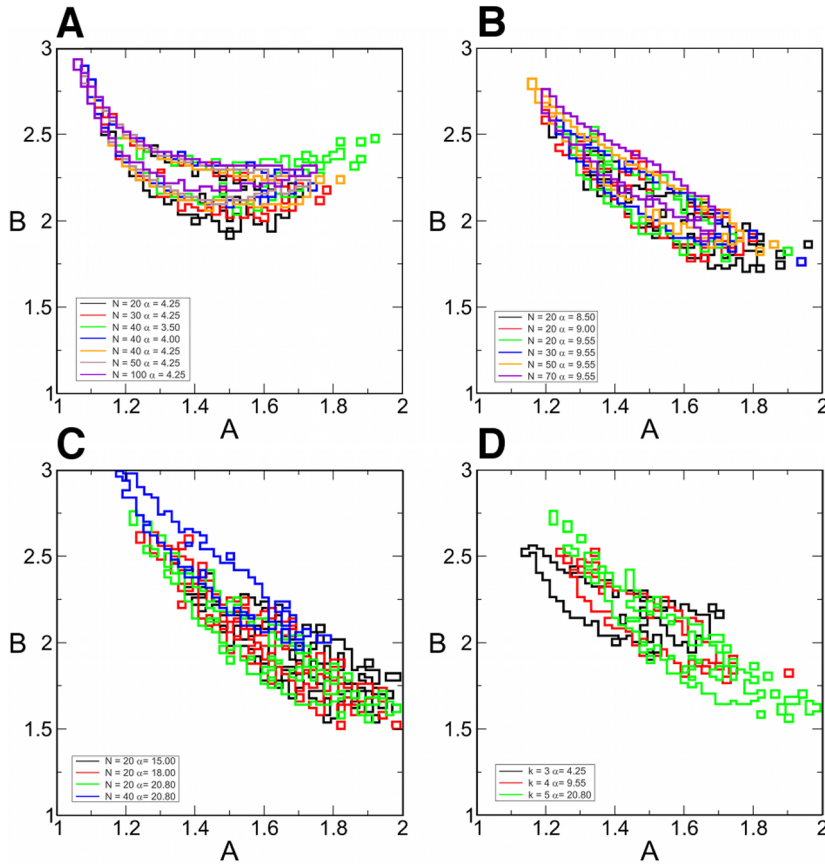 A
B
3
2.5
2
1.5
1
B
1
1.2
1.4
1.6
1.8
2
A
N = 20 α = 4.25
N = 30 α = 4.25
N = 40 α = 3.50
N = 40 α = 4.00
N = 40 α = 4.25
N = 50 α = 4.25
N = 100 α = 4.25
3
2.5
2
1.5
1
B
1
1.2
1.4
1.6
1.8
2
A
N = 20 α = 8.50
N = 20 α = 9.00
N = 20 α = 9.55
N = 30 α = 9.55
N = 50 α = 9.55
N = 70 α = 9.55
C
D
3
2.5
2
1.5
1
B
1
1.2
1.4
1.6
1.8
2
A
N = 20 α= 15.00
N = 20 α= 18.00
N = 20 α= 20.80
N = 40 α= 20.80
3
2.5
2
1.5
1
B
1
1.2
1.4
1.6
1.8
2
A
k = 3 α= 4.25
k = 4 α= 9.55
k = 5 α= 20.80